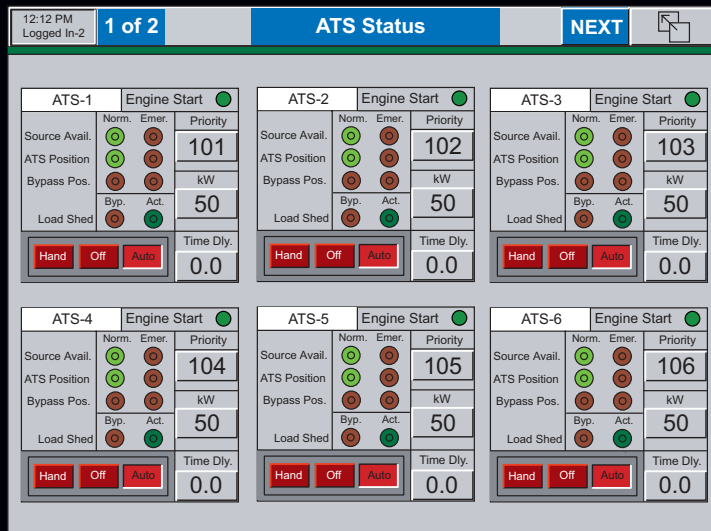 12:12 PM
Logged In-2
1 of 2
ATS Status
NEXT
ATS-1
Engine Start
Norm. Emer.
Priority
Source Avail.
101
ATS Position
Bypass Pos.
kW
Byp. Act.
50
Load Shed
Time Dly.
Hand Off Auto
0.0
ATS-2
Engine Start
Norm. Emer.
Priority
Source Avail.
102
ATS Position
Bypass Pos.
kW
Byp. Act.
50
Load Shed
Time Dly.
Hand Off Auto
0.0
ATS-3
Engine Start
Norm. Emer.
Priority
Source Avail.
103
ATS Position
Bypass Pos.
kW
Byp. Act.
50
Load Shed
Time Dly.
Hand Off Auto
0.0
ATS-4
Engine Start
Norm. Emer.
Priority
Source Avail.
104
ATS Position
Bypass Pos.
kW
Byp. Act.
50
Load Shed
Time Dly.
Hand Off Auto
0.0
ATS-5
Engine Start
Norm. Emer.
Priority
Source Avail.
105
ATS Position
Bypass Pos.
kW
Byp. Act.
50
Load Shed
Time Dly.
Hand Off Auto
0.0
ATS-6
Engine Start
Norm. Emer.
Priority
Source Avail.
106
ATS Position
Bypass Pos.
kW
Byp. Act.
50
Load Shed
Time Dly.
Hand Off Auto
0.0